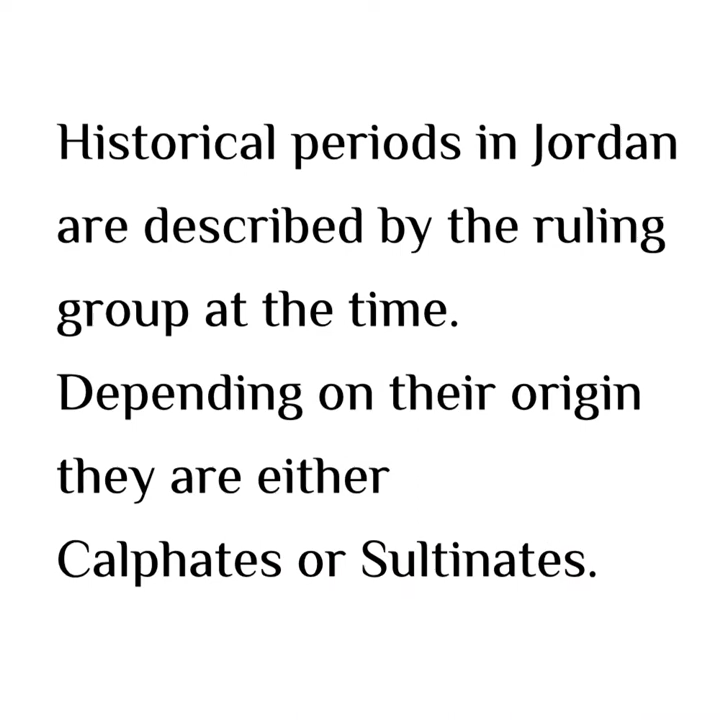 Historical periods in Jordan
are described by the ruling
group at the time.
Depending on their origin
they are either
Calphates or Sultinates.